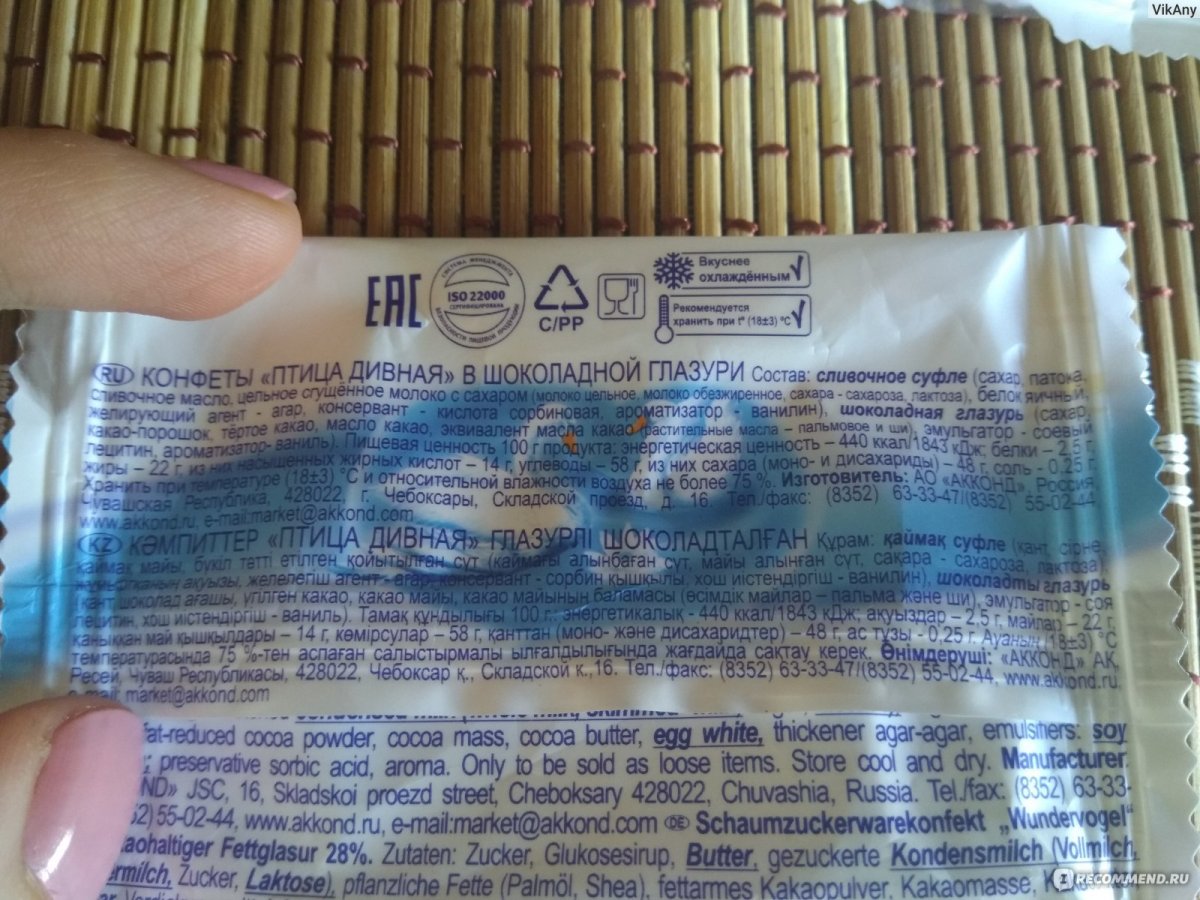 VikAny
EAC
СИСТЕМА МЕНЕДЖМЕНТА
ISO 22000
СЕРТИФИЦИРОВАНА
БЕЗОПАСНОСТИ ПИЩЕВОЙ ПРОДУКЦИИ
C/PP
Вкуснее
охлаждённым
Рекомендуется
хранить при t° (18±3) °C
RU КОНФЕТЫ «ПТИЦА ДИВНАЯ» В ШОКОЛАДНОЙ ГЛАЗУРИ Состав: сливочное суфле (сахар, патока,
сливочное масло, цельное сгущённое молоко с сахаром (молоко цельное, молоко обезжиренное, сахара - сахароза, лактоза), белок яичный,
желирующий агент - агар, консервант - кислота сорбиновая, ароматизатор - ванилин), шоколадная глазурь (сахар,
какао-порошок, тёртое какао, масло какао, эквивалент масла какао (растительные масла - пальмовое и ши), эмульгатор - соевый
лецитин, ароматизатор- ваниль). Пищевая ценность 100 г продукта: энергетическая ценность – 440 ккал/1843 кДж; белки – 2,5 г,
жиры – 22 г, из них насыщенных жирных кислот – 14 г, углеводы – 58 г, из них сахара (моно- и дисахариды) – 48 г, соль - 0,25 г.
Хранить при температуре (18±3) °С и относительной влажности воздуха не более 75 %. Изготовитель: АО «АККОНД», Россия
Чувашская Республика, 428022, г. Чебоксары, Складской проезд, д. 16. Тел./факс: (8352) 63-33-47/(8352) 55-02-44
www.akkond.ru, e-mail:market@akkond.com
KZ КӘМПИТТЕР «ПТИЦА ДИВНАЯ» ГЛАЗУРЛІ ШОКОЛАДТАЛҒАН Құрам: қаймақ суфле (қант, сірне,
қаймақ майы, бүкіл тәтті етілген қойытылған сүт (қаймағы алынбаған сүт, майы алынған сүт, сақара - сахароза, лактоза),
жұмыртқаның ақуызы, желелегіш агент - агар, консервант - сорбин қышқылы, хош иістендіргіш - ванилин), шоколадты глазурь
(қант, шоколад ағашы, үгілген какао, какао майы, какао майының баламасы (өсімдік майлар – пальма және ши), эмульгатор - соя
лецитин, хош иістендіргіш - ваниль). Тамақ құндылығы 100 г.: энергетикалық - 440 ккал/1843 кДж, ақуыздар – 2,5 г, майлар – 22 г,
қаныққан май қышқылдары – 14 г, көмірсулар – 58 г, қанттан (моно- және дисахаридтер) – 48 г, ас тұзы - 0,25 г. Ауаның (18±3) °С
температурасында 75 %-тен аспаған салыстырмалы ылғалдылығында жағдайда сақтау керек. Өнімдеруші: «АККОНД» АҚ,
Ресей, Чуваш Республикасы, 428022, Чебоксар қ., Складской к.,16. Тел./факс: (8352) 63-33-47/(8352) 55-02-44, www.akkond.ru,
e-mail: market@akkond.com
fat-reduced cocoa powder, cocoa mass, cocoa butter, egg white, thickener agar-agar, emulsifiers: soy
preservative sorbic acid, aroma. Only to be sold as loose items. Store cool and dry. Manufacturer:
JSC, 16, Skladskoi proezd street, Cheboksary 428022, Chuvashia, Russia. Tel./fax: (8352) 63-33-
55-02-44, www.akkond.ru, e-mail:market@akkond.com DE Schaumzuckerwarekonfekt „Wundervogel"
Fettglasur 28%. Zutaten: Zucker, Glukosesirup, Butter, gezuckerte Kondensmilch (Vollmilch,
Zucker, Laktose), pflanzliche Fette (Palmöl, Shea), fettarmes Kakaopulver, Kakaomasse,
RECOMMEND.RU